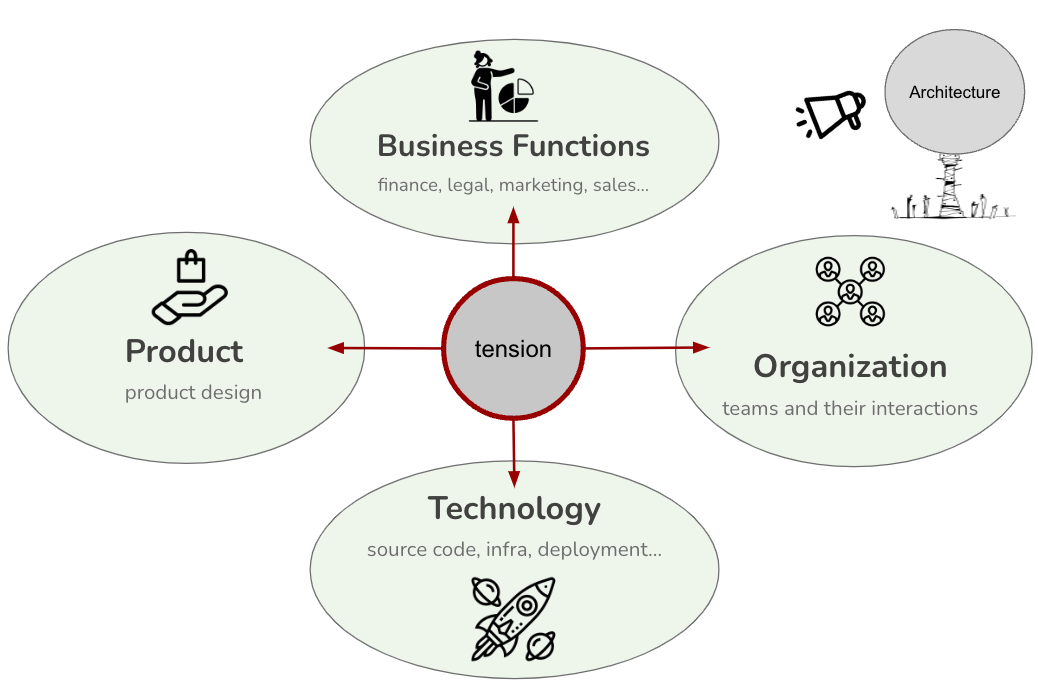 Architecture
Business Functions
finance, legal, marketing, sales...
Product
product design
tension
Organization
teams and their interactions
Technology
source code, infra, deployment...